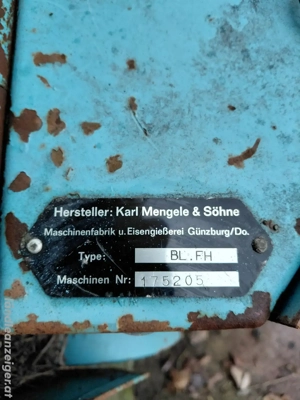 Hersteller: Karl Mengele & Söhne
Maschinenfabrik u. Eisengießerei Günzburg/Do.
Type: BL.FH
Maschinen Nr: 175205